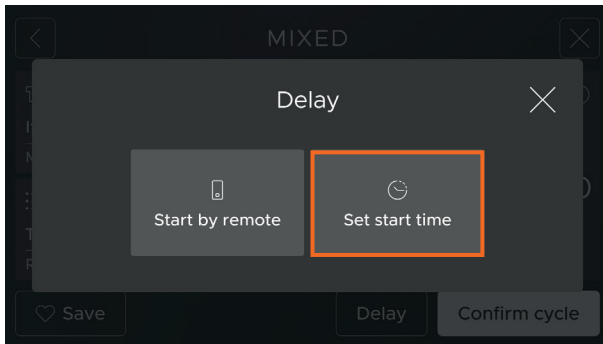 MIXED
Delay
Start by remote
Set start time
Save
Delay
Confirm cycle